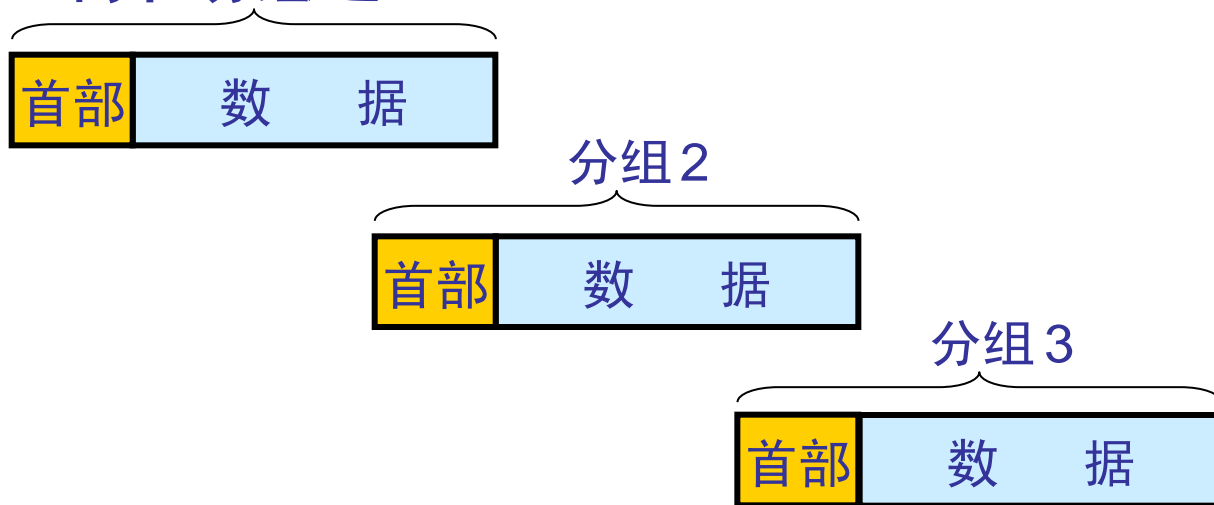 首部 数 据
分组2
首部 数 据
分组3
首部 数 据